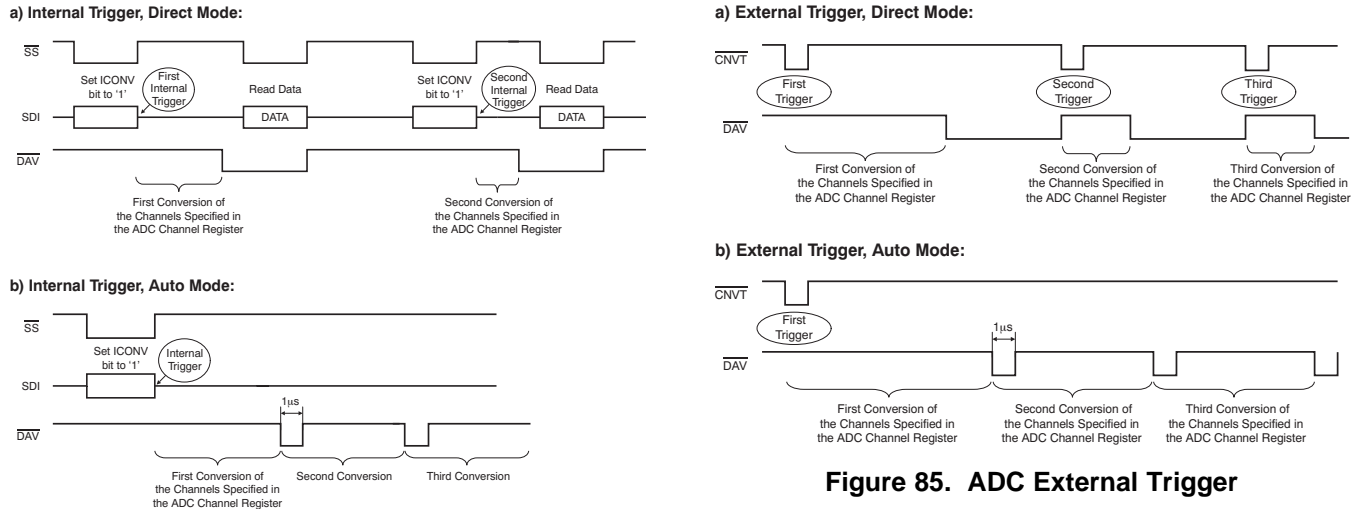 a) Internal Trigger, Direct Mode:
SS
Set ICONV
bit to ‘1’
First
Internal
Trigger
Read Data
Set ICONV
bit to ‘1’
Second
Internal
Trigger
Read Data
SDI
DATA
DATA
DAV
First Conversion of
the Channels Specified in
the ADC Channel Register
Second Conversion of
the Channels Specified in
the ADC Channel Register
b) Internal Trigger, Auto Mode:
SS
Set ICONV
bit to ‘1’
Internal
Trigger
SDI
1μs
DAV
First Conversion of
the Channels Specified in
the ADC Channel Register
Second Conversion
Third Conversion
a) External Trigger, Direct Mode:
CNVT
First
Trigger
Second
Trigger
Third
Trigger
DAV
First Conversion of
the Channels Specified in
the ADC Channel Register
Second Conversion of
the Channels Specified in
the ADC Channel Register
Third Conversion of
the Channels Specified in
the ADC Channel Register
b) External Trigger, Auto Mode:
CNVT
First
Trigger
1μs
DAV
First Conversion of
the Channels Specified in
the ADC Channel Register
Second Conversion of
the Channels Specified in
the ADC Channel Register
Third Conversion of
the Channels Specified in
the ADC Channel Register
Figure 85. ADC External Trigger